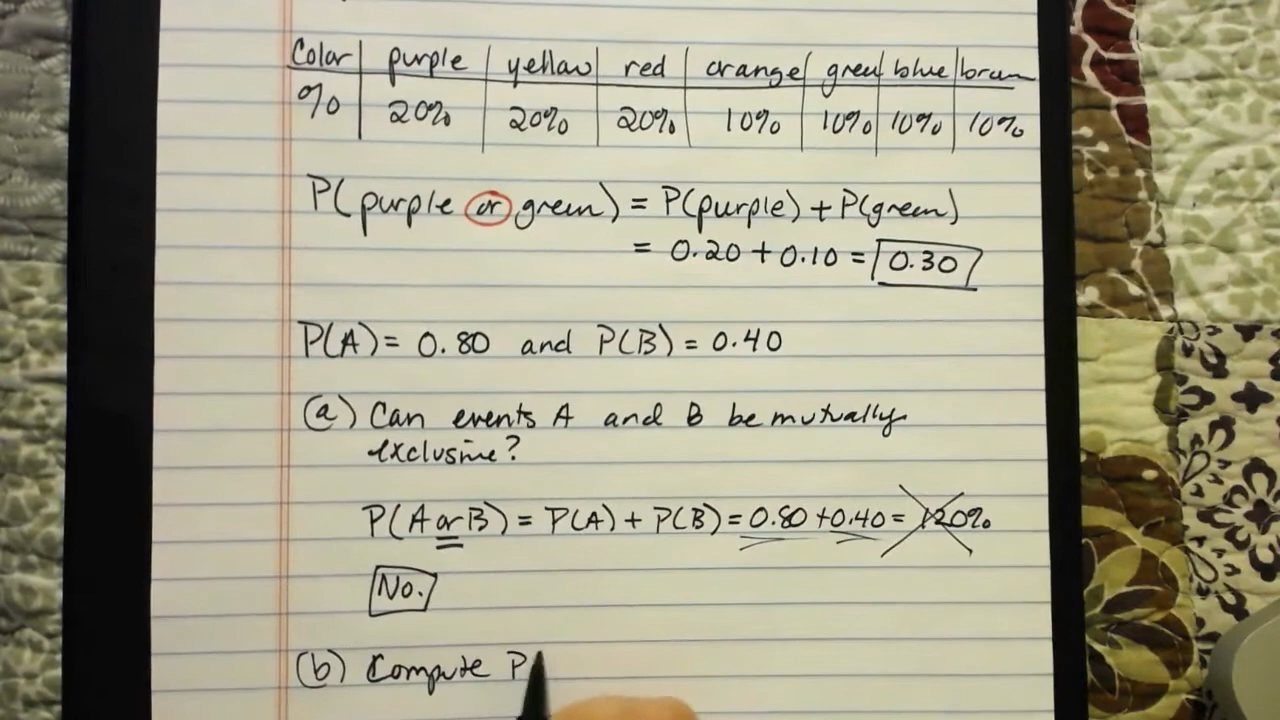 Color purple yellow red orange green blue brown
% 20% 20% 20% 10% 10% 10% 10%
P(purple or green) = P(purple) + P(green)
= 0.20 + 0.10 = 0.30
P(A) = 0.80 and P(B) = 0.40
(a) Can events A and B be mutually
exclusive?
P(A or B) = P(A) + P(B) = 0.80 + 0.40 = 120%
No.
(b) Compute P